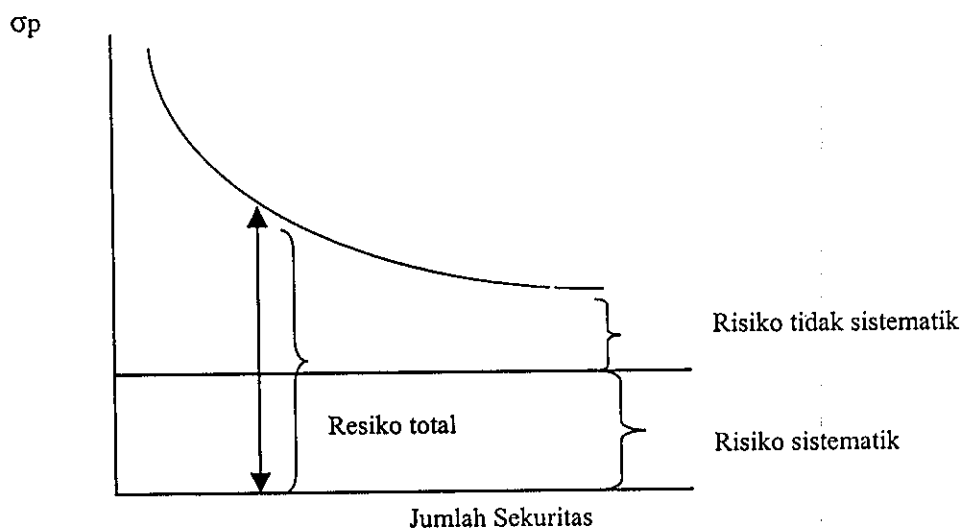 σp
Risiko tidak sistematik
Resiko total
Risiko sistematik
Jumlah Sekuritas